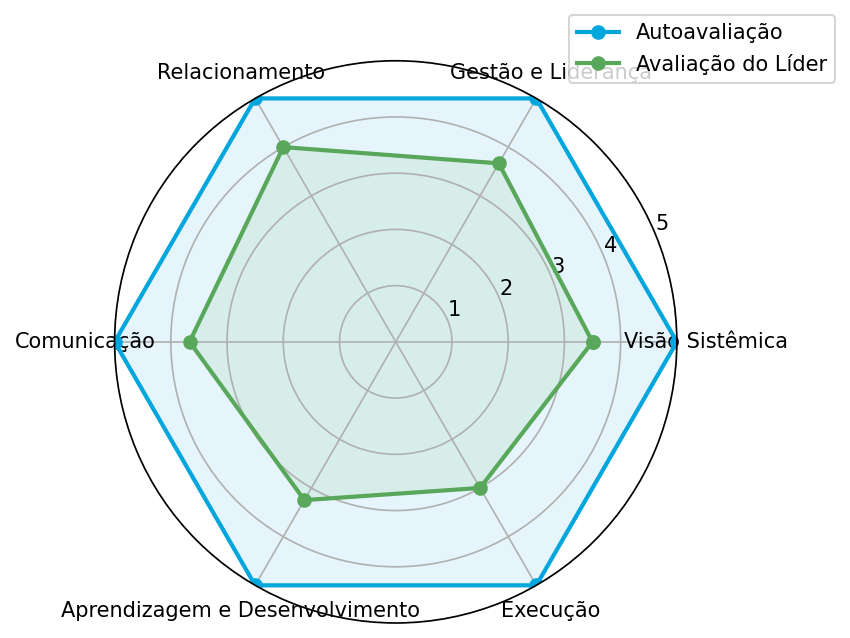 Autoavaliação
Avaliação do Líder
Relacionamento
Gestão e Liderança
5
4
3
2
1
Comunicação
Visão Sistêmica
Aprendizagem e Desenvolvimento
Execução